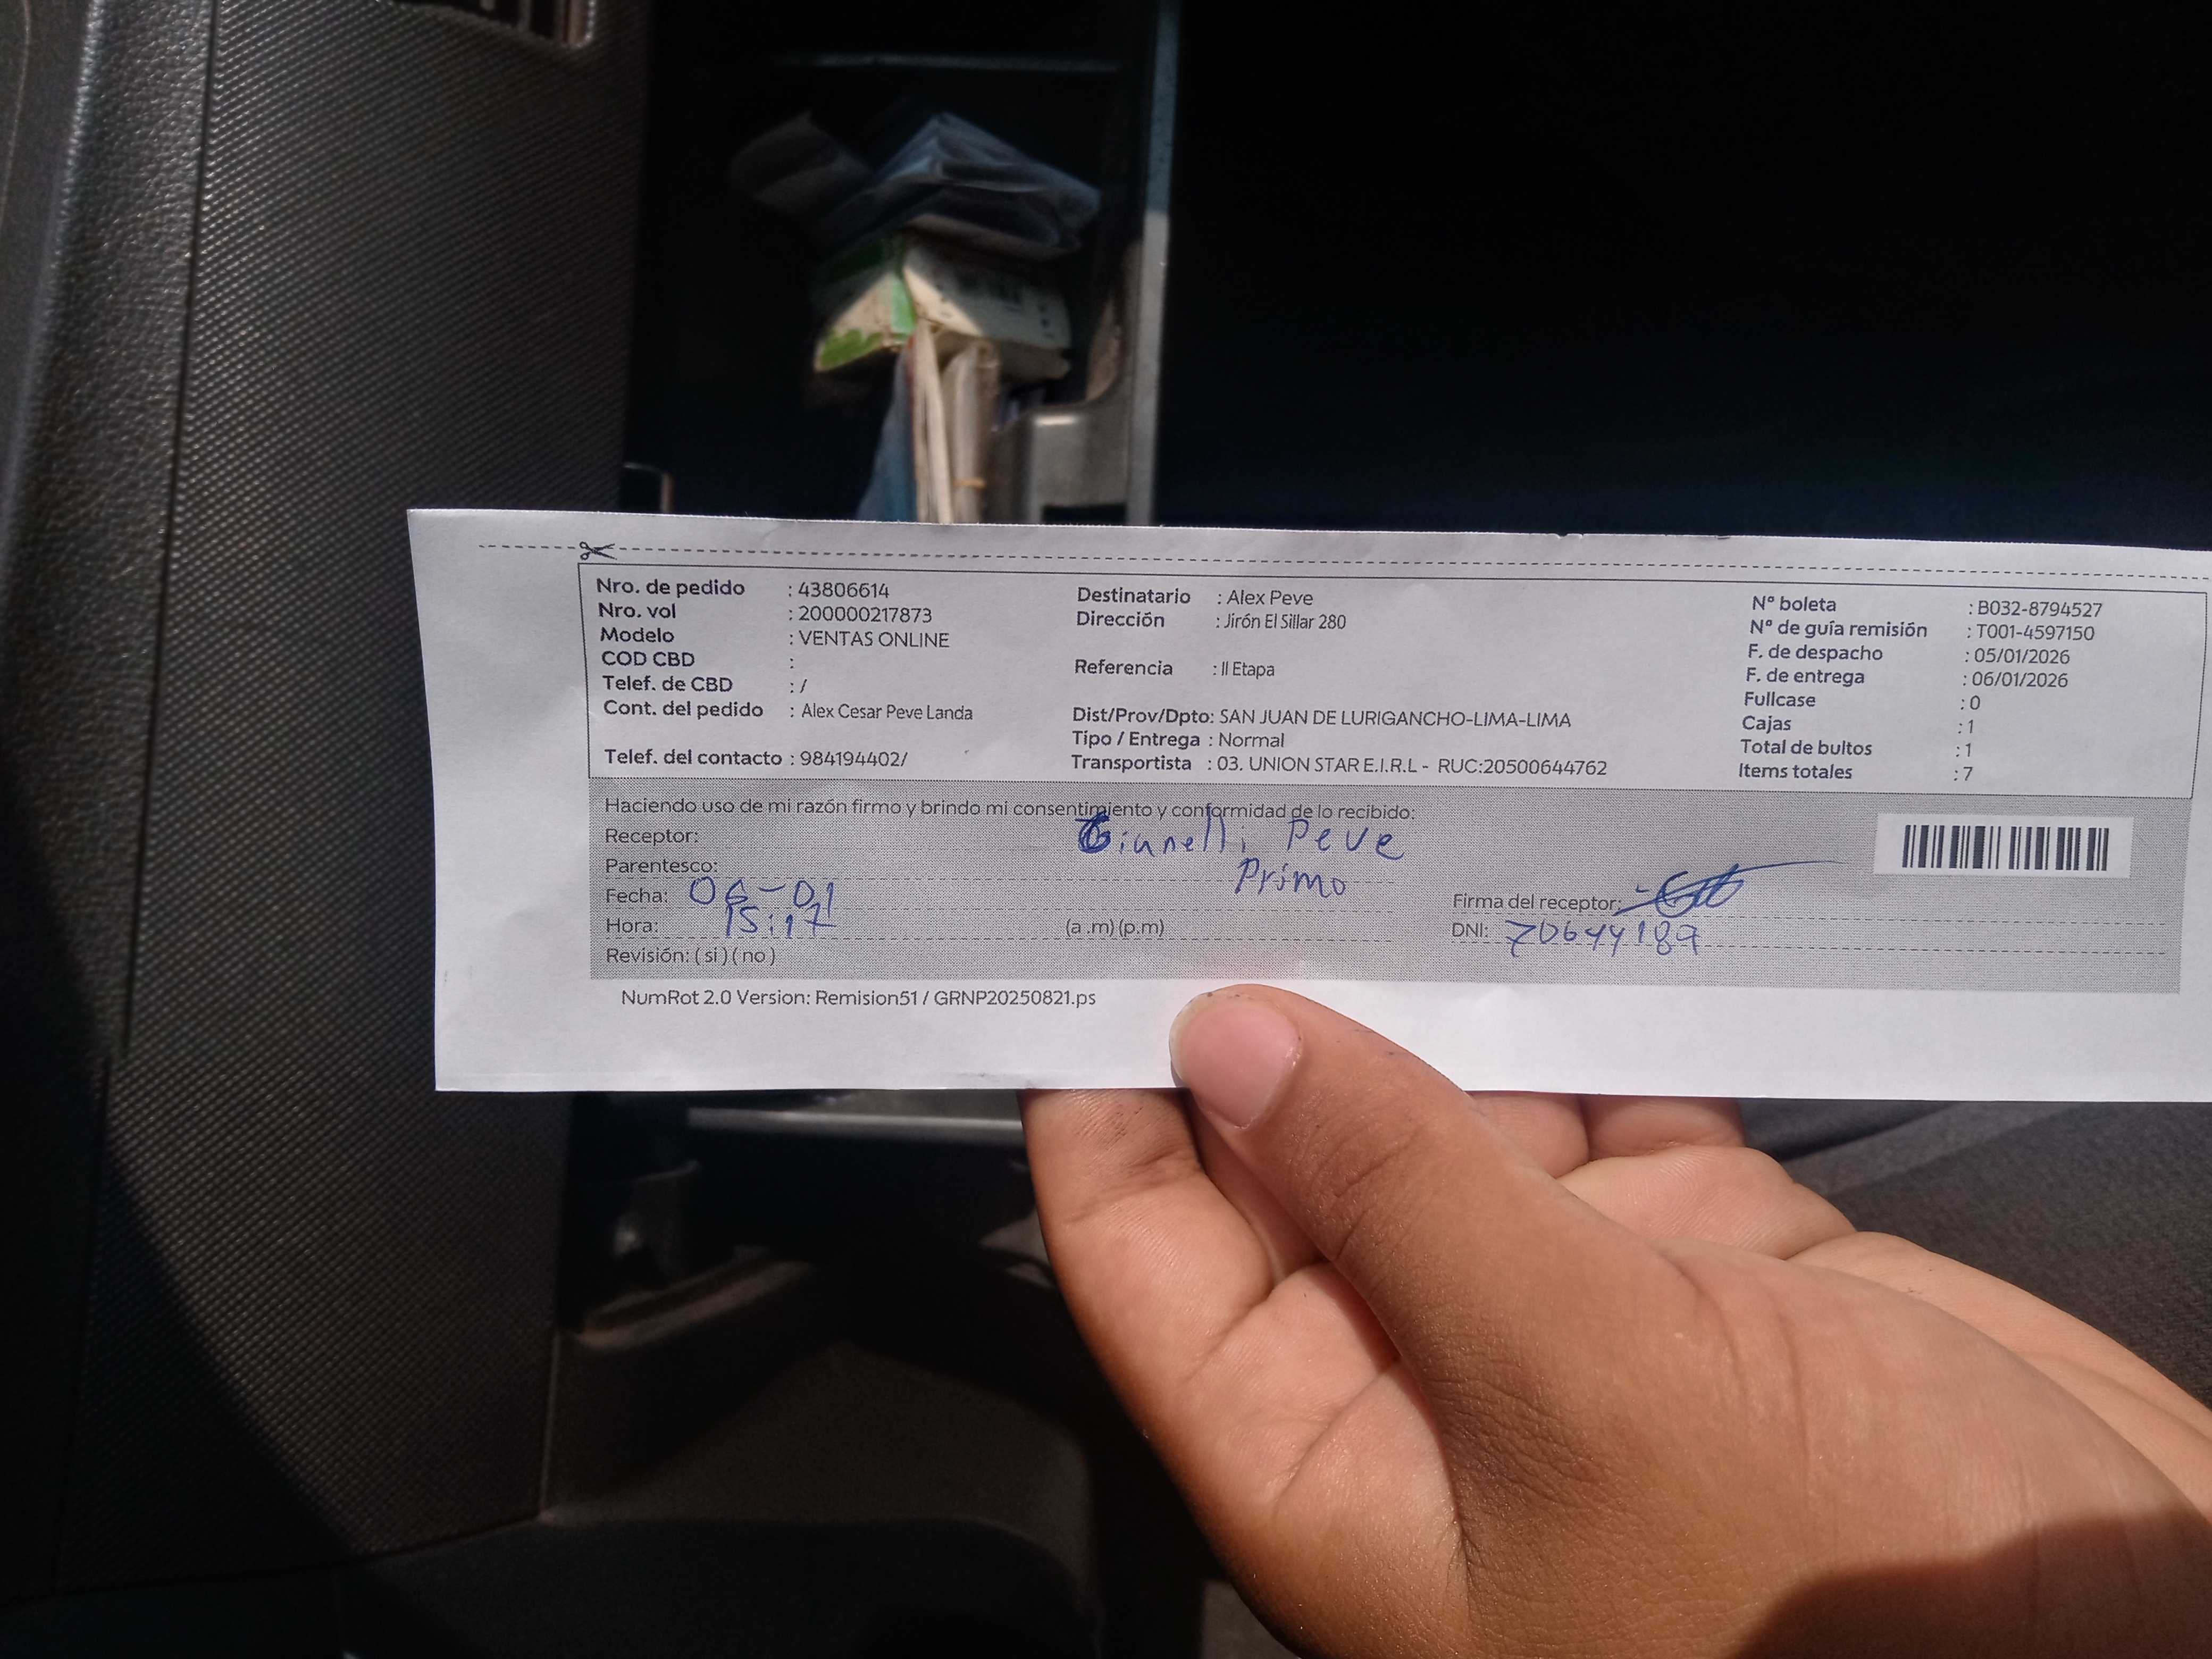 Nro. de pedido : 43806614
Nro. vol : 200000217873
Modelo : VENTAS ONLINE
COD CBD :
Telef. de CBD : /
Cont. del pedido : Alex Cesar Peve Landa
Telef. del contacto : 984194402/
Destinatario : Alex Peve
Dirección : Jirón El Sillar 280
Referencia : II Etapa
Dist/Prov/Dpto: SAN JUAN DE LURIGANCHO-LIMA-LIMA
Tipo / Entrega : Normal
Transportista : 03. UNION STAR E.I.R.L - RUC:20500644762
Nº boleta : B032-8794527
Nº de guía remisión : T001-4597150
F. de despacho : 05/01/2026
F. de entrega : 06/01/2026
Fullcase : 0
Cajas : 1
Total de bultos : 1
Items totales : 7
Haciendo uso de mi razón firmo y brindo mi consentimiento y conformidad de lo recibido:
Receptor: Gianelli Peve
Parentesco: Primo
Fecha: 06-01
Hora: 15:17 (a .m) (p.m)
Revisión: ( si ) ( no )
Firma del receptor:
DNI: 70644187
NumRot 2.0 Version: Remision51 / GRNP20250821.ps